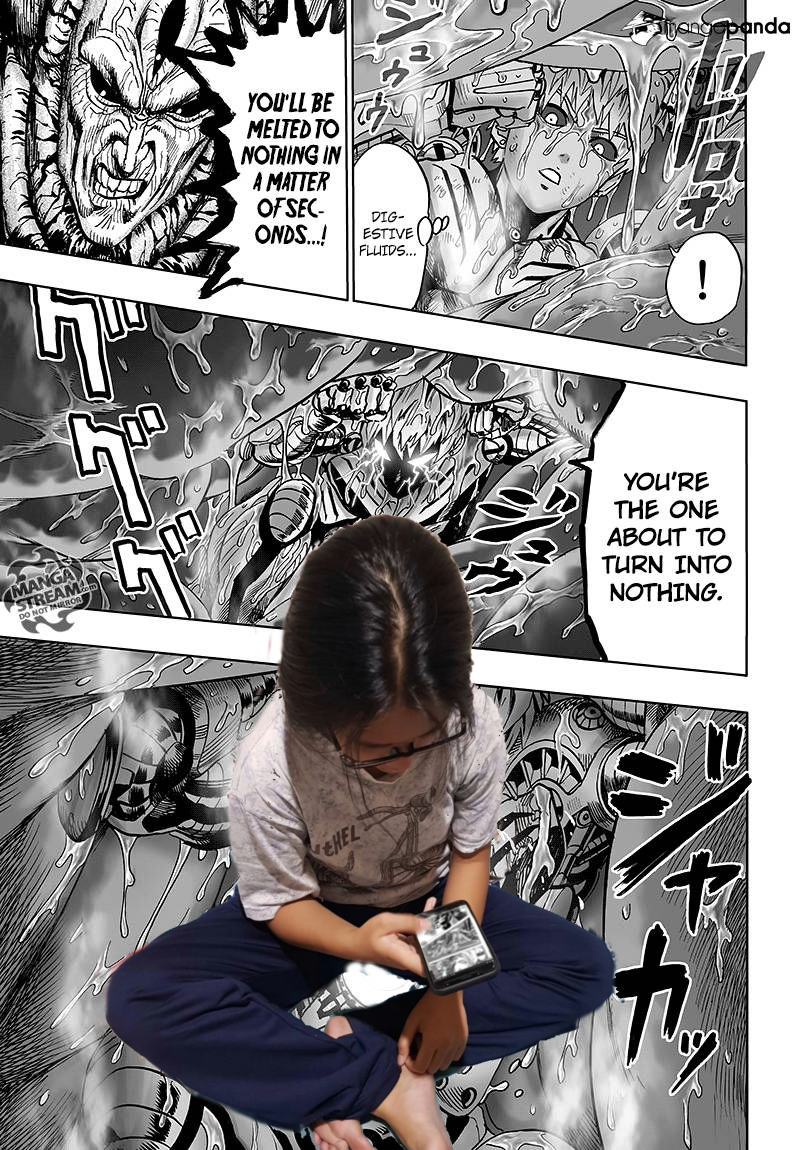 mangapanda
ドロォ
ジュウウ
!
DIG-
ESTIVE
FLUIDS...
YOU'LL BE
MELTED TO
NOTHING IN
A MATTER
OF SEC-
ONDS...!
YOU'RE
THE ONE
ABOUT TO
TURN INTO
NOTHING.
ジュウ
グググ
MANGA
STREAM.com
DO NOT MIRROR
ジャカッ